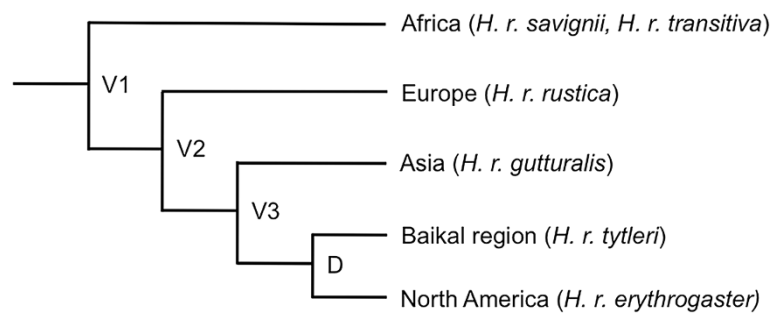 Africa (H. r. savignii, H. r. transitiva)
V1
Europe (H. r. rustica)
V2
Asia (H. r. gutturalis)
V3
Baikal region (H. r. tytleri)
D
North America (H. r. erythrogaster)